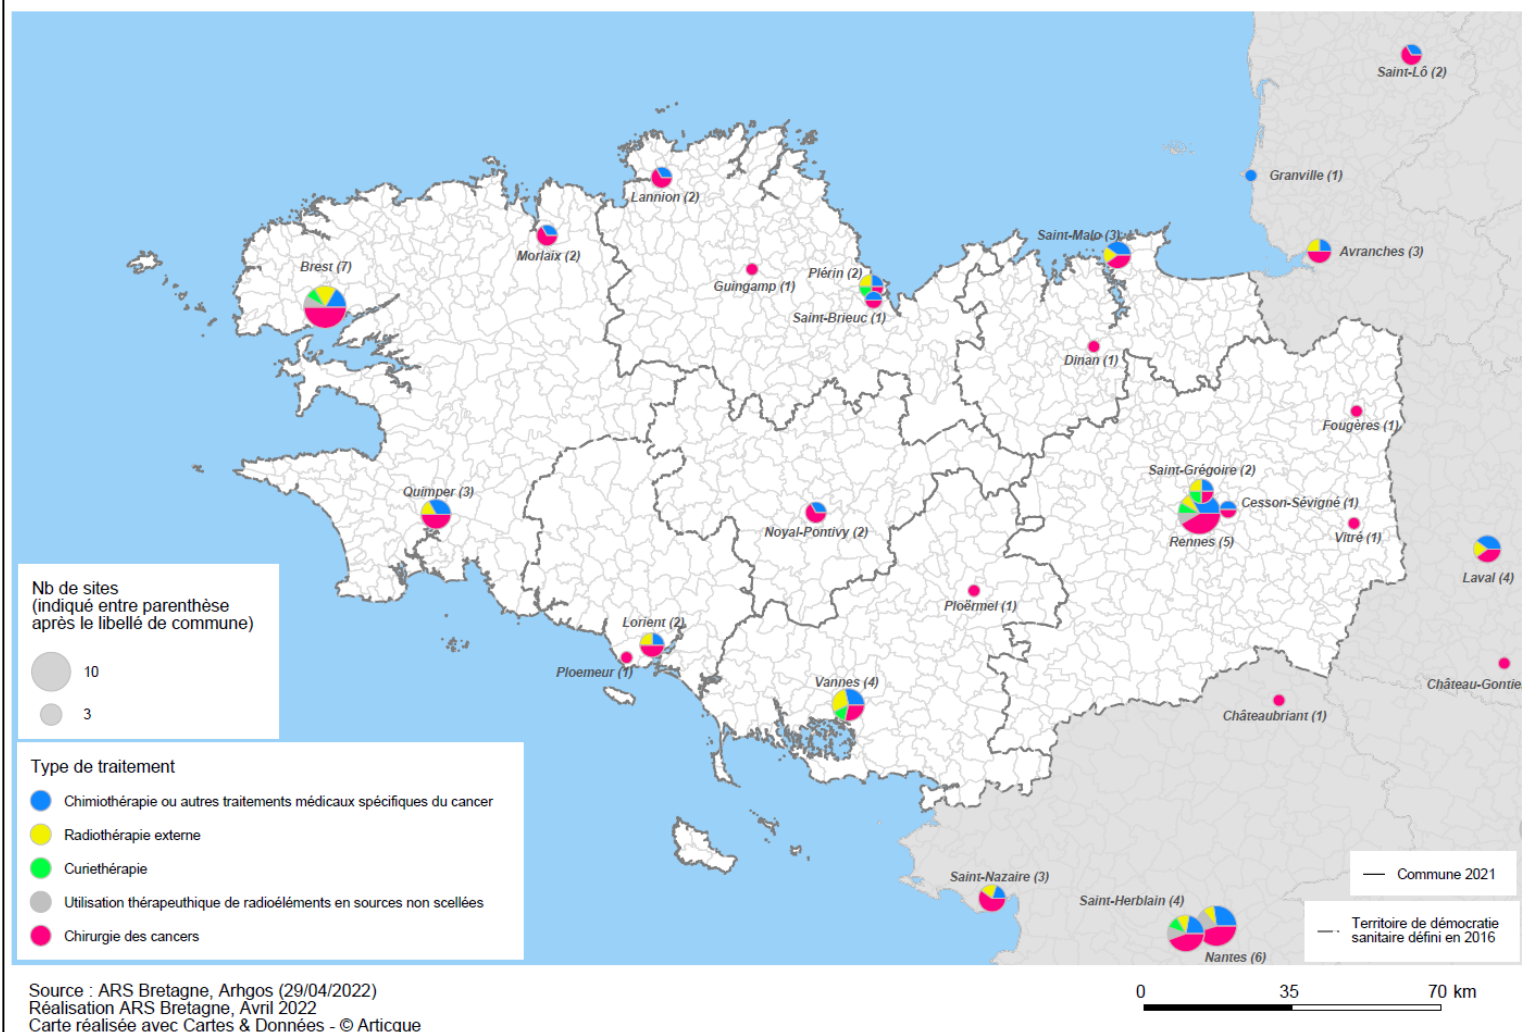 Saint-Lô (2)
Granville (1)
Lannion (2)
Saint-Malo (3)
Morlaix (2)
Avranches (3)
Brest (7)
Plérin (2)
Guingamp (1)
Saint-Brieuc (1)
Dinan (1)
Fougères (1)
Saint-Grégoire (2)
Quimper (3)
Cesson-Sévigné (1)
Noyal-Pontivy (2)
Rennes (5)
Vitré (1)
Laval (4)
Ploërmel (1)
Lorient (2)
Ploemeur (1)
Vannes (4)
Château-Gontie
Châteaubriant (1)
Saint-Nazaire (3)
Saint-Herblain (4)
Nantes (6)
Nb de sites
(indiqué entre parenthèse
après le libellé de commune)
10
3
Type de traitement
Chimiothérapie ou autres traitements médicaux spécifiques du cancer
Radiothérapie externe
Curiethérapie
Utilisation thérapeuthique de radioéléments en sources non scellées
Chirurgie des cancers
Commune 2021
Territoire de démocratie
sanitaire défini en 2016
Source : ARS Bretagne, Arhgos (29/04/2022)
Réalisation ARS Bretagne, Avril 2022
Carte réalisée avec Cartes & Données - © Articque
0 35 70 km